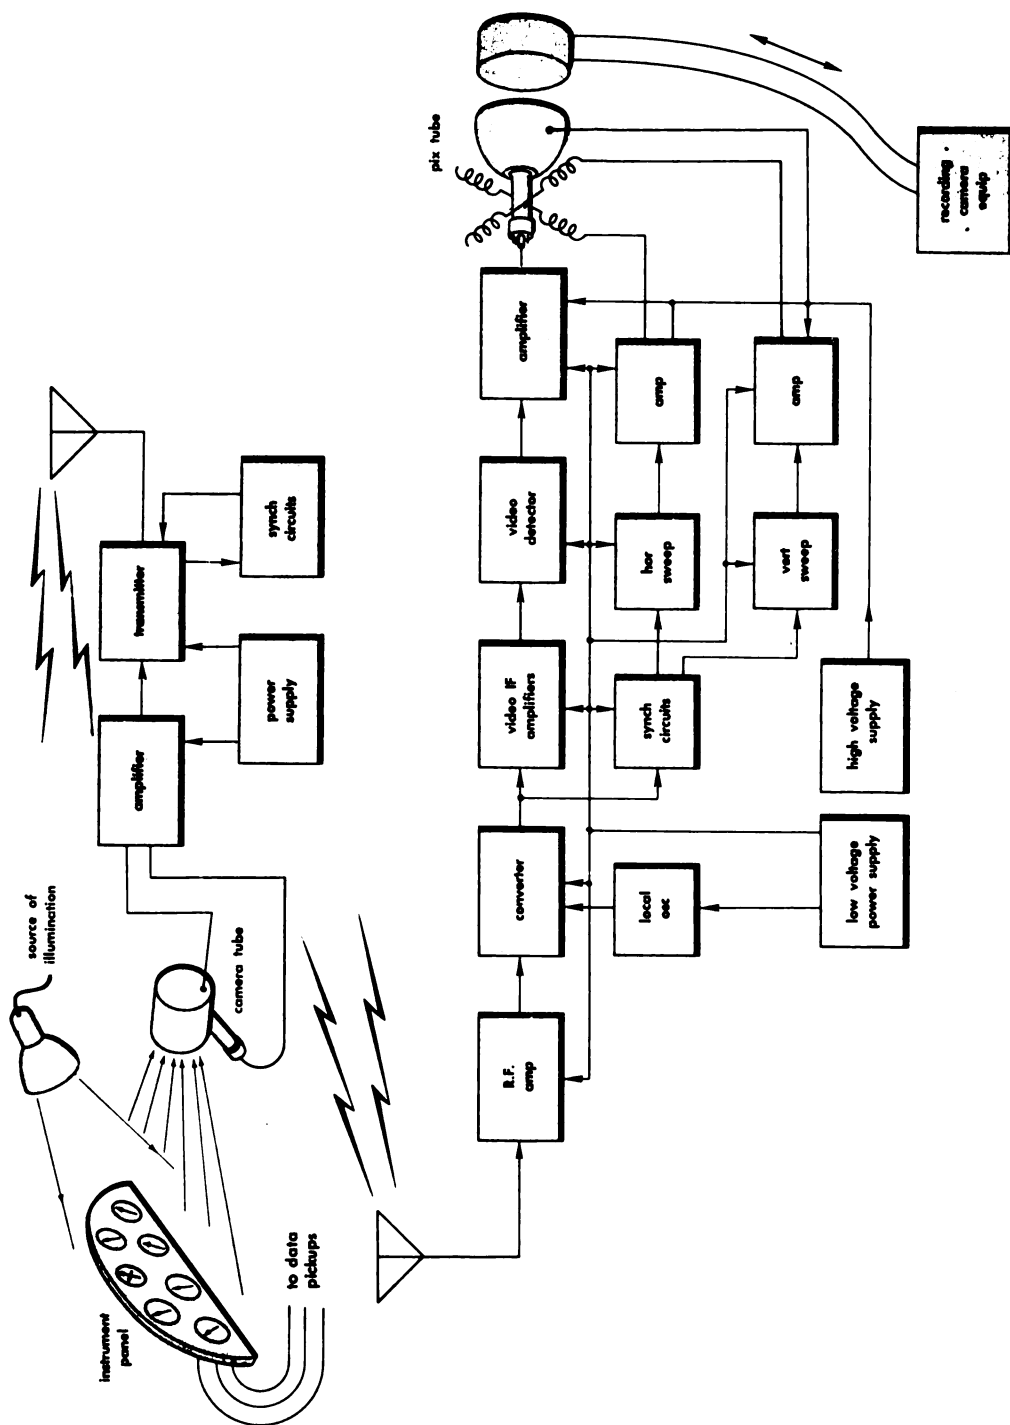 source of
illumination
instrument
panel
camera tube
to data
pickups
amplifier
transmitter
power
supply
synch
circuits
pix tube
R.F.
amp
converter
video IF
amplifiers
video
detector
amplifier
local
osc
synch
circuits
hor
sweep
amp
vert
sweep
amp
low voltage
power supply
high voltage
supply
recording
camera
equip